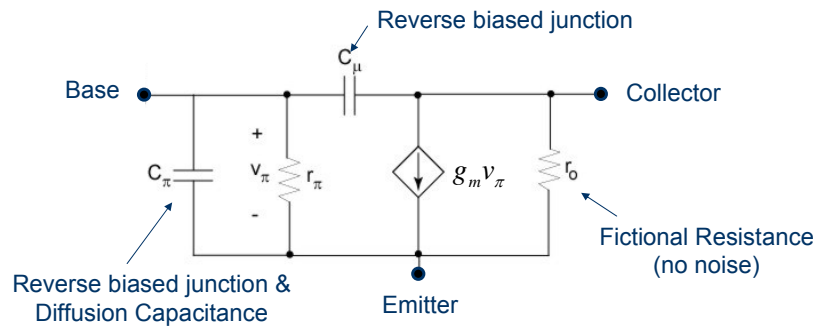 Reverse biased junction
Cμ
Base
Collector
+
Cπ
vπ
rπ
gmvπ
ro
-
Fictional Resistance
(no noise)
Reverse biased junction &
Diffusion Capacitance
Emitter